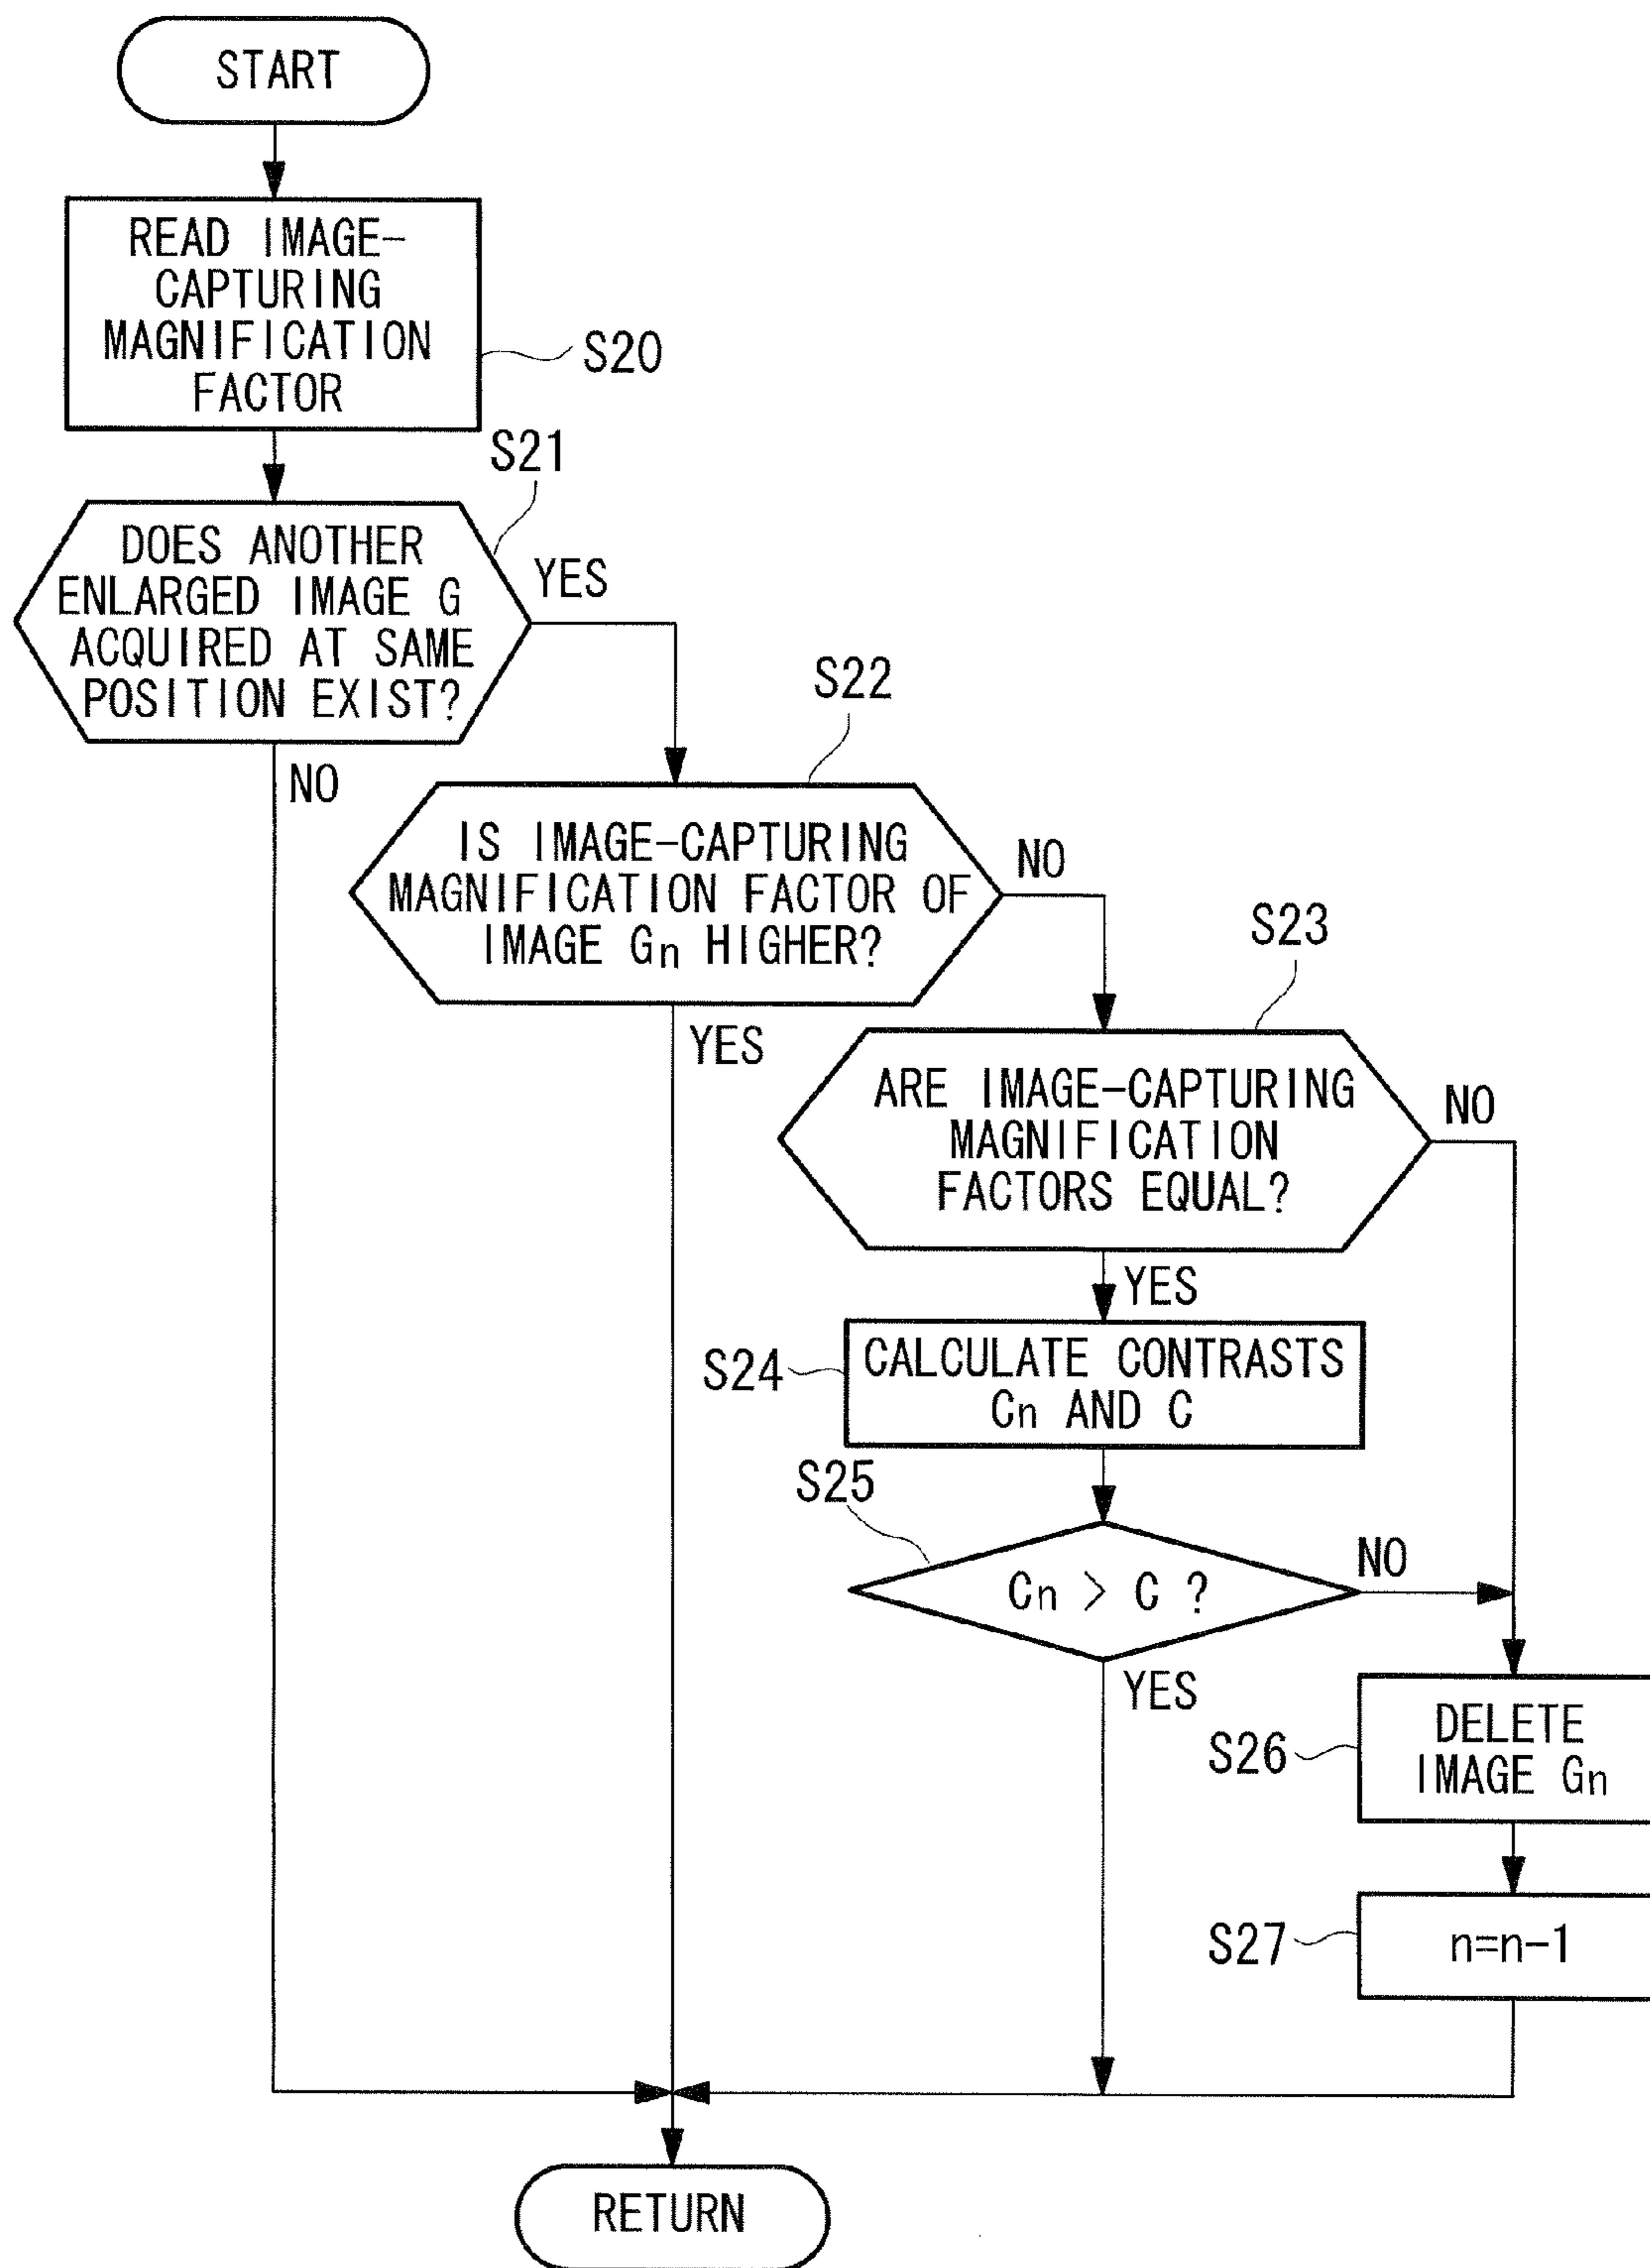 START
READ IMAGE-
CAPTURING
MAGNIFICATION
FACTOR
S20
S21
DOES ANOTHER
ENLARGED IMAGE G
ACQUIRED AT SAME
POSITION EXIST?
YES
NO
S22
IS IMAGE-CAPTURING
MAGNIFICATION FACTOR OF
IMAGE Gn HIGHER?
NO
YES
S23
ARE IMAGE-CAPTURING
MAGNIFICATION
FACTORS EQUAL?
NO
YES
S24
CALCULATE CONTRASTS
Cn AND C
S25
Cn > C ?
NO
YES
S26
DELETE
IMAGE Gn
S27
n=n-1
RETURN